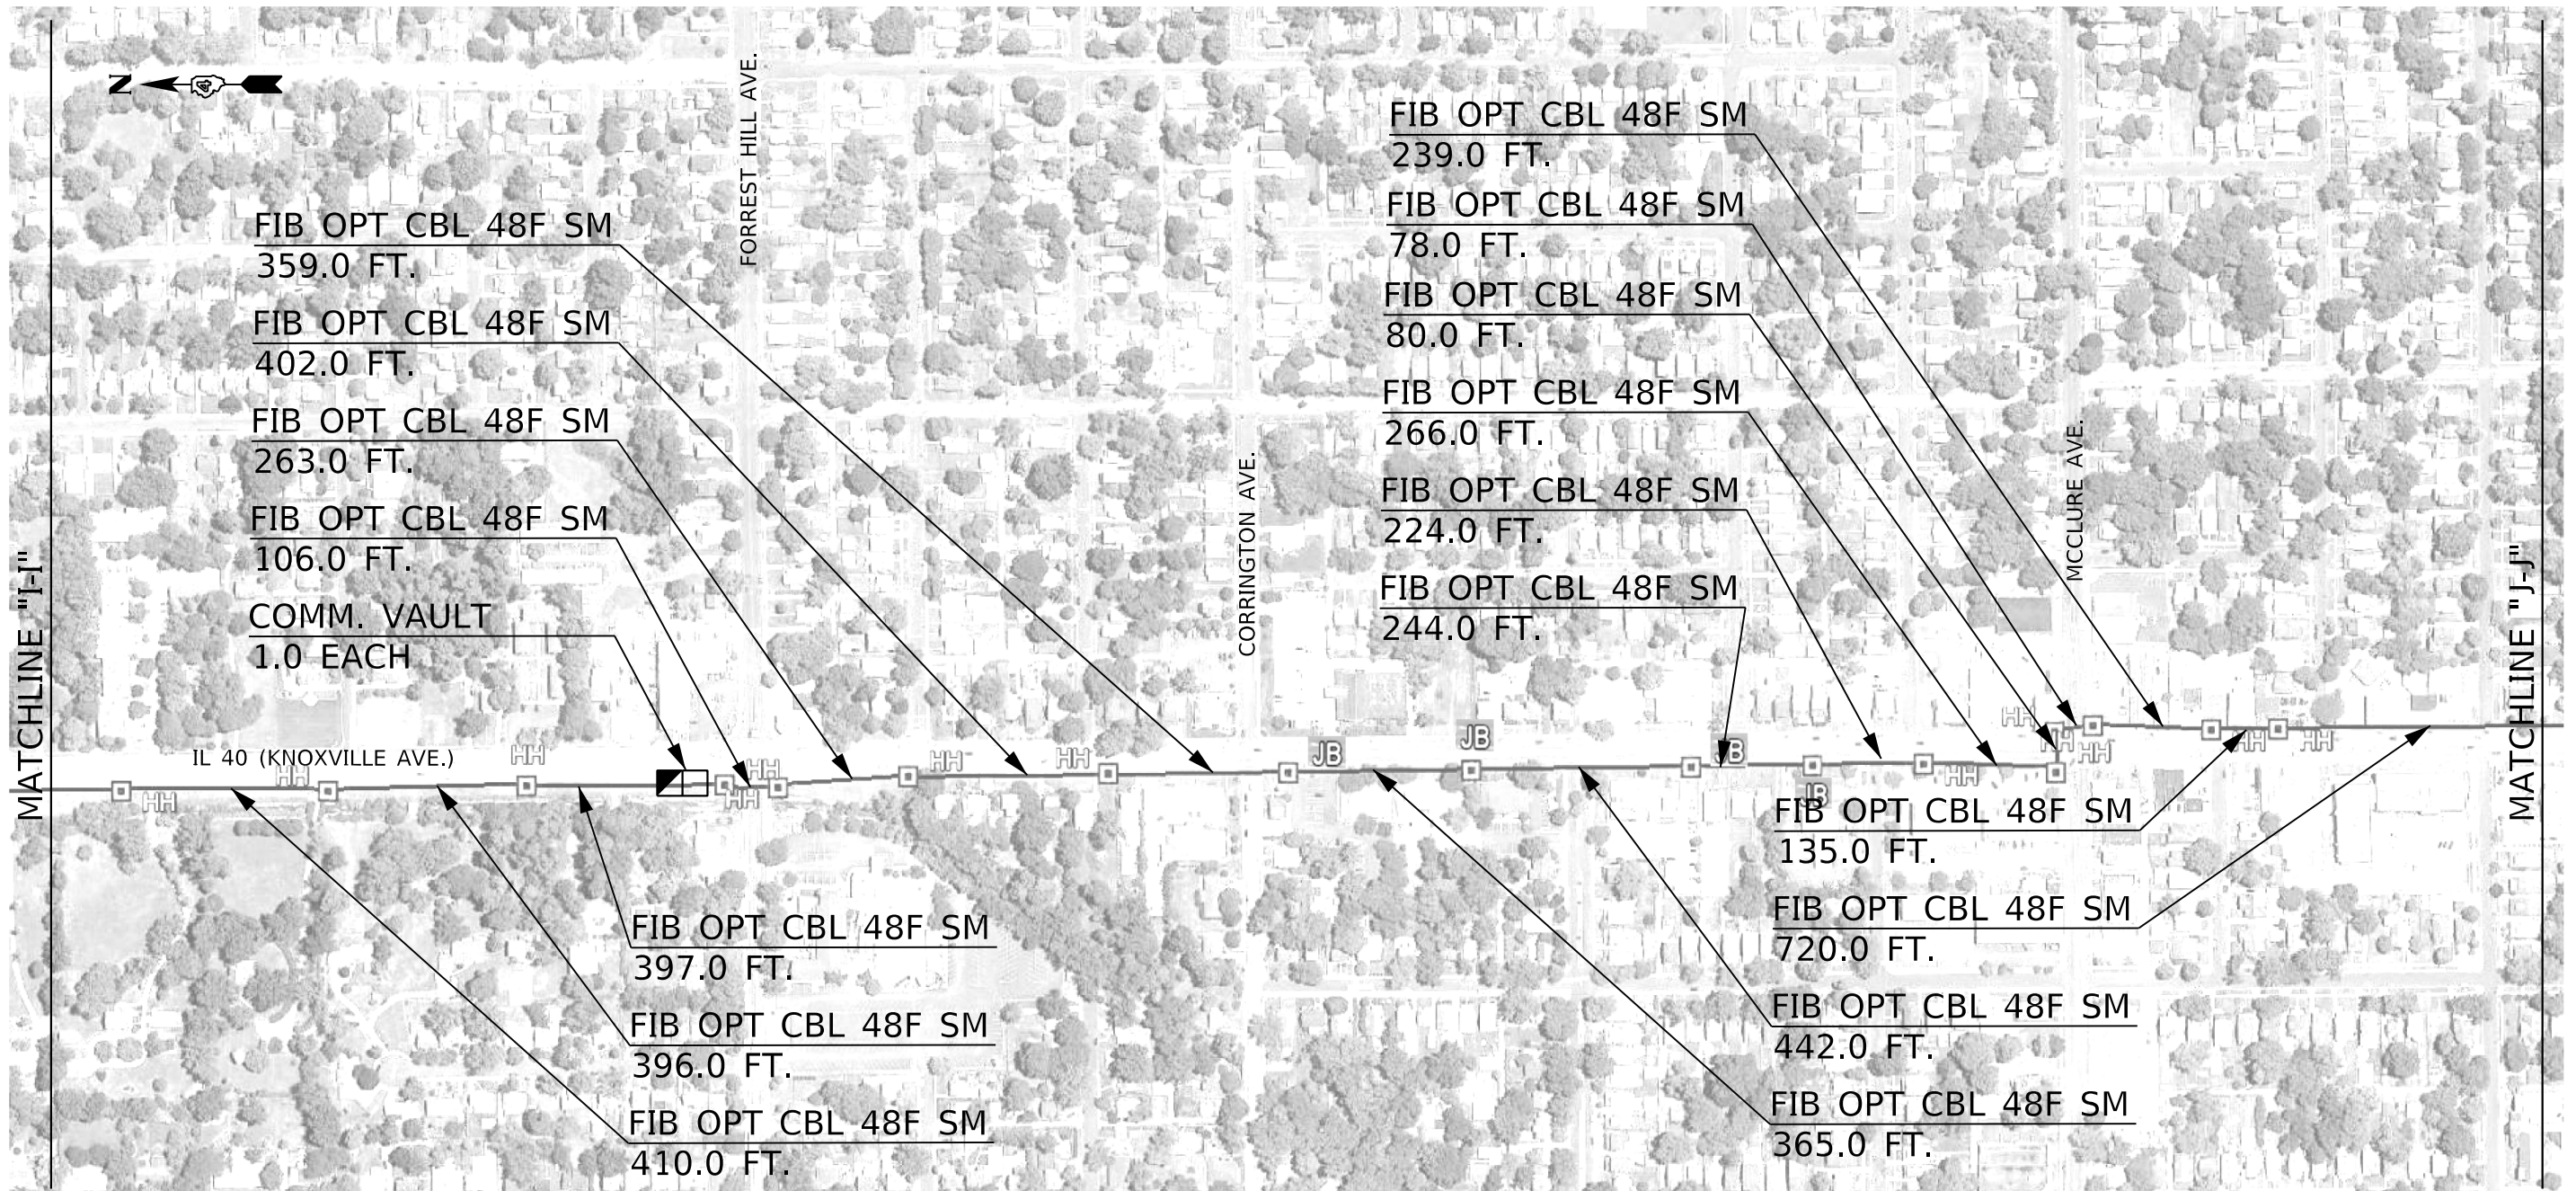 N
FORREST HILL AVE.
CORRINGTON AVE.
MCCLURE AVE.
MATCHLINE "I-I"
MATCHLINE "J-J"
IL 40 (KNOXVILLE AVE.)
FIB OPT CBL 48F SM
359.0 FT.
FIB OPT CBL 48F SM
402.0 FT.
FIB OPT CBL 48F SM
263.0 FT.
FIB OPT CBL 48F SM
106.0 FT.
COMM. VAULT
1.0 EACH
FIB OPT CBL 48F SM
239.0 FT.
FIB OPT CBL 48F SM
78.0 FT.
FIB OPT CBL 48F SM
80.0 FT.
FIB OPT CBL 48F SM
266.0 FT.
FIB OPT CBL 48F SM
224.0 FT.
FIB OPT CBL 48F SM
244.0 FT.
HH
HH
HH
HH
HH
HH
HH
JB
JB
JB
JB
HH
HH
HH
HH
HH
HH
FIB OPT CBL 48F SM
397.0 FT.
FIB OPT CBL 48F SM
396.0 FT.
FIB OPT CBL 48F SM
410.0 FT.
FIB OPT CBL 48F SM
135.0 FT.
FIB OPT CBL 48F SM
720.0 FT.
FIB OPT CBL 48F SM
442.0 FT.
FIB OPT CBL 48F SM
365.0 FT.